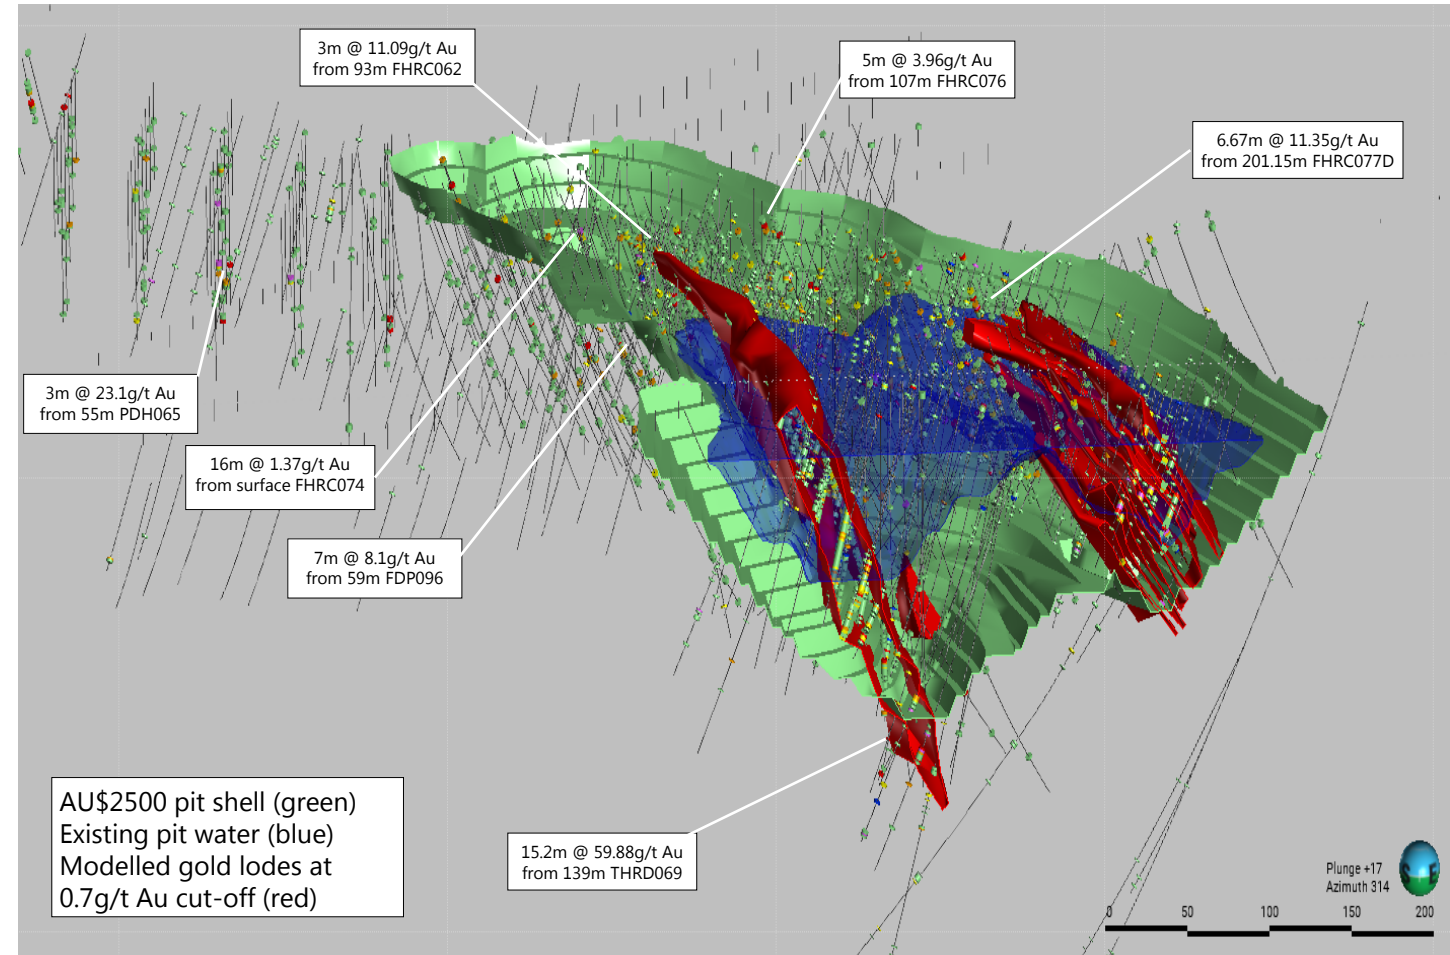 3m @ 11.09g/t Au
from 93m FHRC062
5m @ 3.96g/t Au
from 107m FHRC076
6.67m @ 11.35g/t Au
from 201.15m FHRC077D
3m @ 23.1g/t Au
from 55m PDH065
16m @ 1.37g/t Au
from surface FHRC074
7m @ 8.1g/t Au
from 59m FDP096
15.2m @ 59.88g/t Au
from 139m THRD069
AU$2500 pit shell (green)
Existing pit water (blue)
Modelled gold lodes at
0.7g/t Au cut-off (red)
Plunge +17
Azimuth 314
S E
0 50 100 150 200